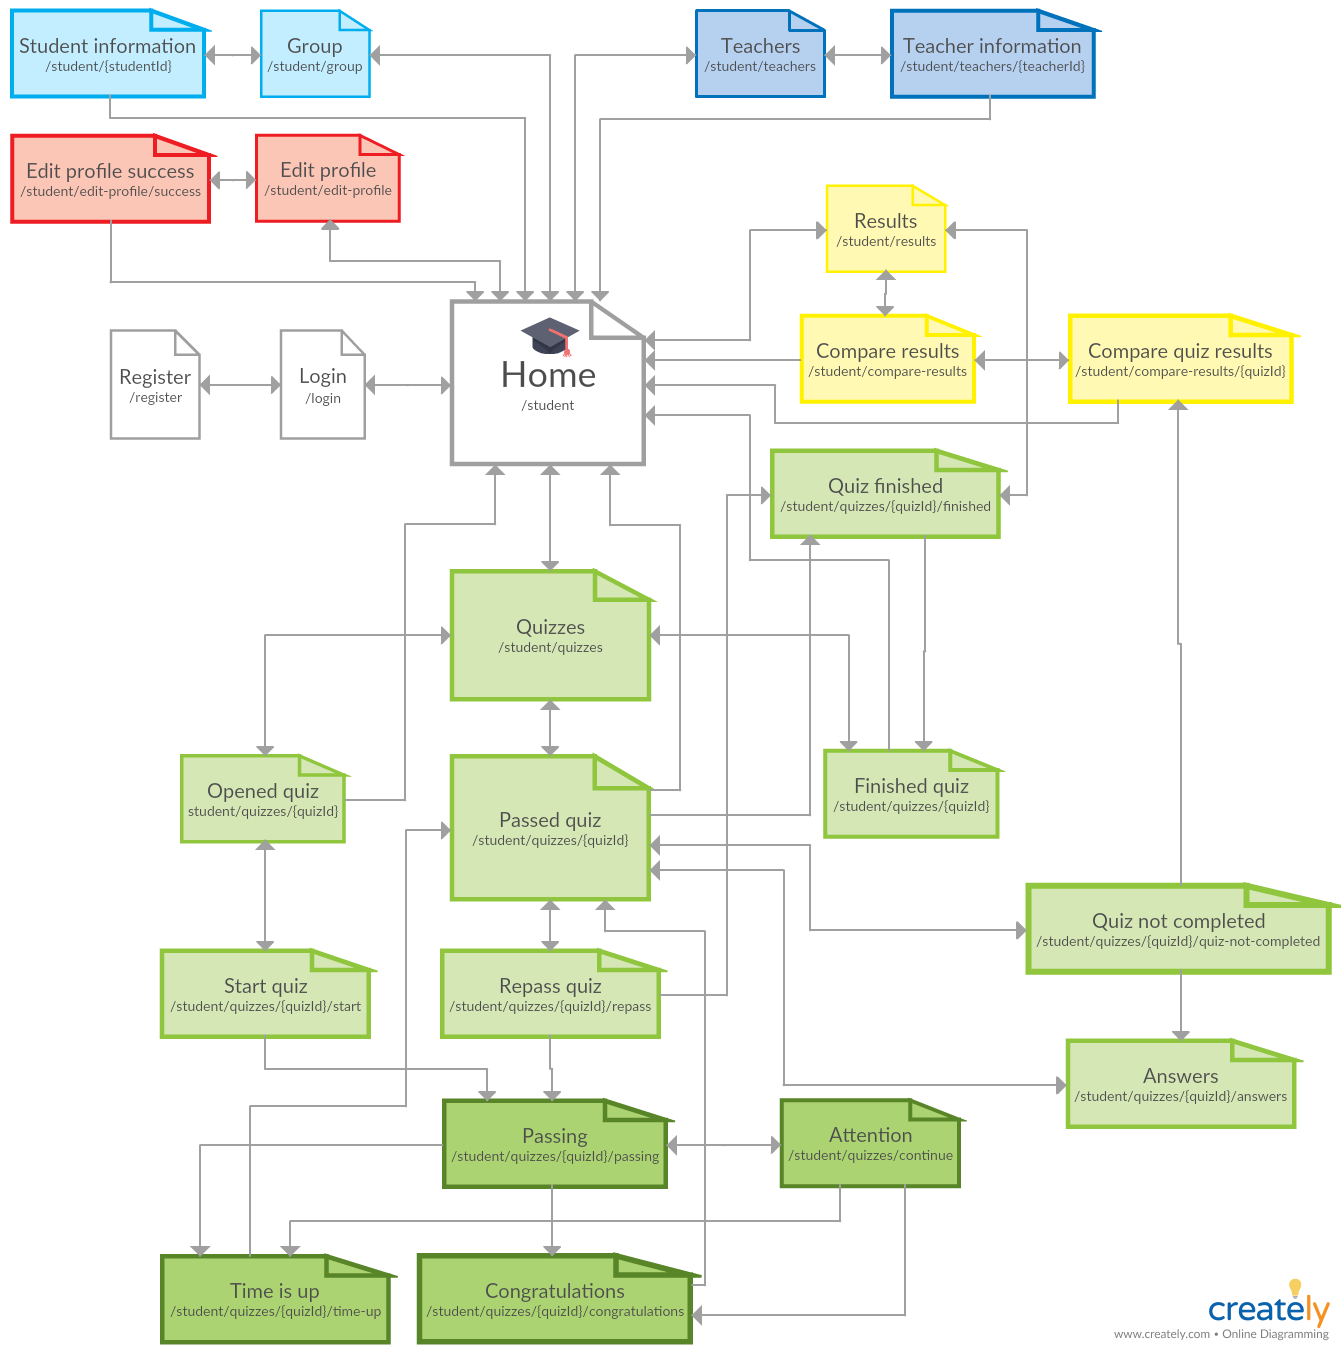 Student information
/student/{studentId}
Group
/student/group
Teachers
/student/teachers
Teacher information
/student/teachers/{teacherId}
Edit profile success
/student/edit-profile/success
Edit profile
/student/edit-profile
Results
/student/results
Register
/register
Login
/login
Home
/student
Compare results
/student/compare-results
Compare quiz results
/student/compare-results/{quizId}
Quiz finished
/student/quizzes/{quizId}/finished
Quizzes
/student/quizzes
Opened quiz
student/quizzes/{quizId}
Passed quiz
/student/quizzes/{quizId}
Finished quiz
/student/quizzes/{quizId}
Quiz not completed
/student/quizzes/{quizId}/quiz-not-completed
Start quiz
/student/quizzes/{quizId}/start
Repass quiz
/student/quizzes/{quizId}/repass
Answers
/student/quizzes/{quizId}/answers
Passing
/student/quizzes/{quizId}/passing
Attention
/student/quizzes/continue
Time is up
/student/quizzes/{quizId}/time-up
Congratulations
/student/quizzes/{quizId}/congratulations
creately
www.creately.com • Online Diagramming